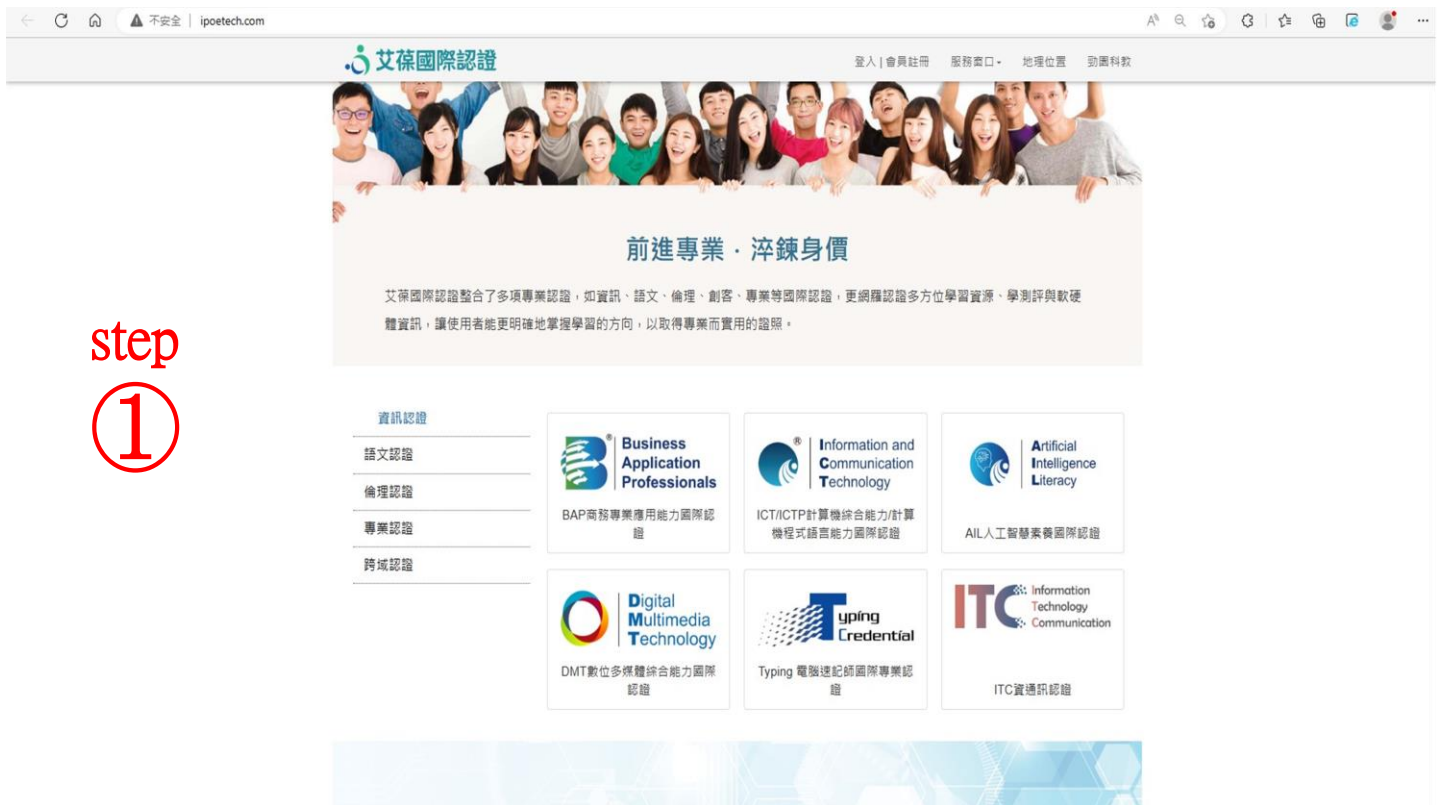 不安全 | ipoetech.com
艾葆國際認證
登入 | 會員註冊 服務窗口 地理位置 勁園科教
前進專業 · 淬鍊身價
艾葆國際認證整合了多項專業認證，如資訊、語文、倫理、創客、專業等國際認證，更網羅認證多方位學習資源、學測評與軟硬
體資訊，讓使用者能更明確地掌握學習的方向，以取得專業而實用的證照。
step
①
資訊認證
語文認證
倫理認證
專業認證
跨域認證
Business
Application
Professionals
BAP商務專業應用能力國際認
證
Information and
Communication
Technology
ICT/ICTP計算機綜合能力/計算
機程式語言能力國際認證
Artificial
Intelligence
Literacy
AIL人工智慧素養國際認證
Digital
Multimedia
Technology
DMT數位多媒體綜合能力國際
認證
Typing
Credential
Typing 電腦速記師國際專業認
證
ITC
Information
Technology
Communication
ITC資通訊認證